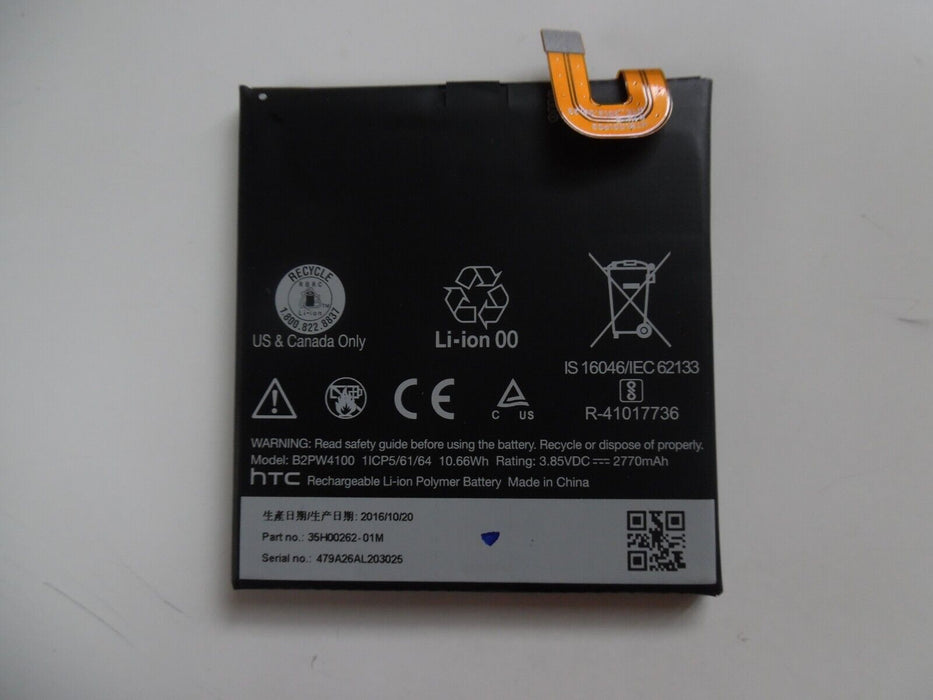 RECYCLE
RBRC
Li-ion
TM
1.800.822.8837
US & Canada Only
Li-ion 00
IS 16046/IEC 62133
R-41017736
CE
C US
WARNING: Read safety guide before using the battery. Recycle or dispose of properly.
Model: B2PW4100 1ICP5/61/64 10.66Wh Rating: 3.85VDC ⎓ 2770mAh
hTC Rechargeable Li-ion Polymer Battery Made in China
生產日期/生产日期: 2016/10/20
Part no.: 35H00262-01M
Serial no.: 479A26AL203025